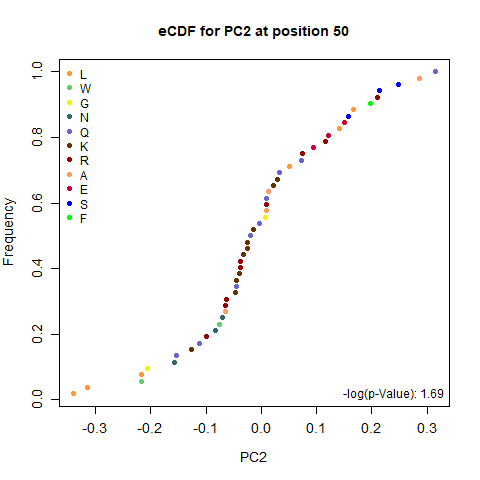 eCDF for PC2 at position 50
Frequency
1.0
0.8
0.6
0.4
0.2
0.0
L
W
G
N
Q
K
R
A
E
S
F
-log(p-Value): 1.69
-0.3 -0.2 -0.1 0.0 0.1 0.2 0.3
PC2